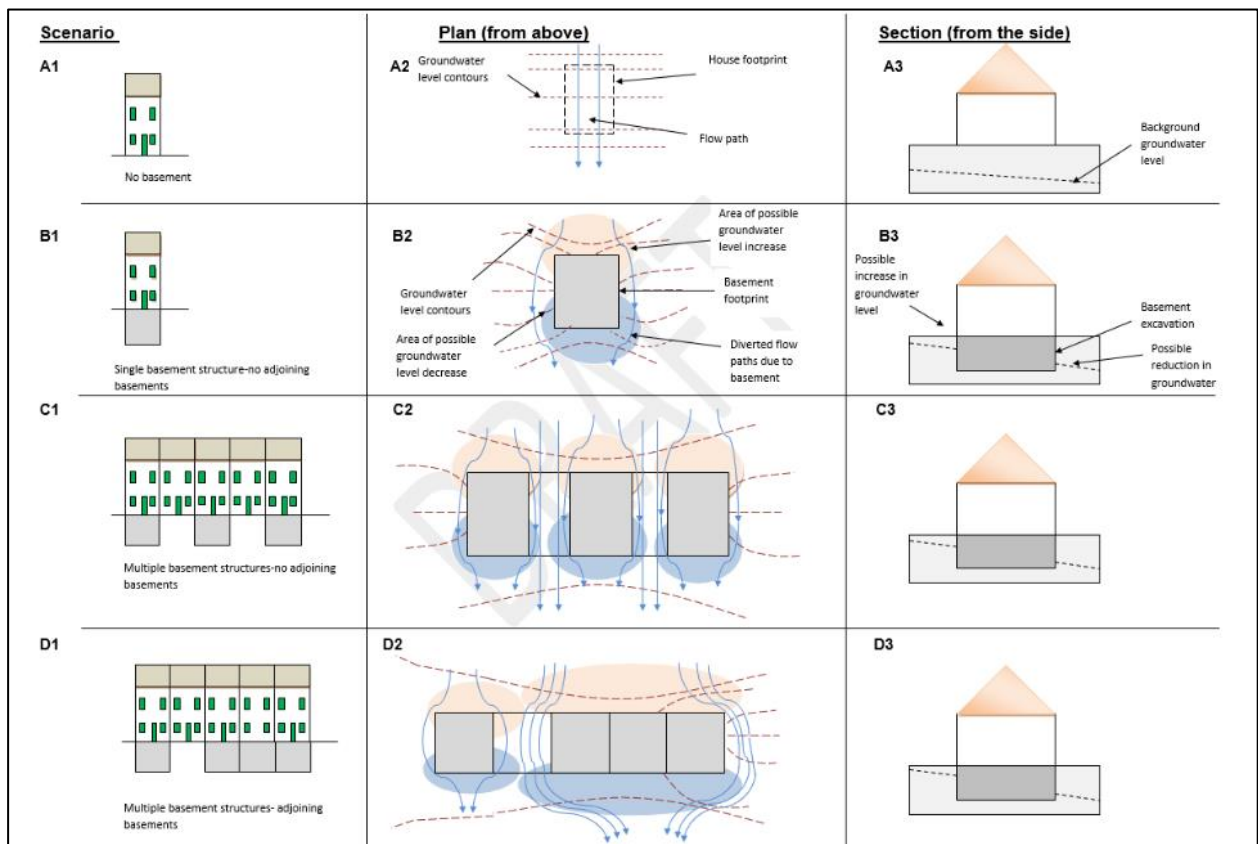 Scenario
Plan (from above)
Section (from the side)
A1
No basement
A2
Groundwater
level contours
House footprint
Flow path
A3
Background
groundwater
level
B1
Single basement structure-no adjoining
basements
B2
Area of possible
groundwater
level increase
Groundwater
level contours
Basement
footprint
Area of possible
groundwater
level decrease
Diverted flow
paths due to
basement
B3
Possible
increase in
groundwater
level
Basement
excavation
Possible
reduction in
groundwater
C1
Multiple basement structures-no adjoining
basements
C2
C3
D1
Multiple basement structures- adjoining
basements
D2
D3
DRAFT